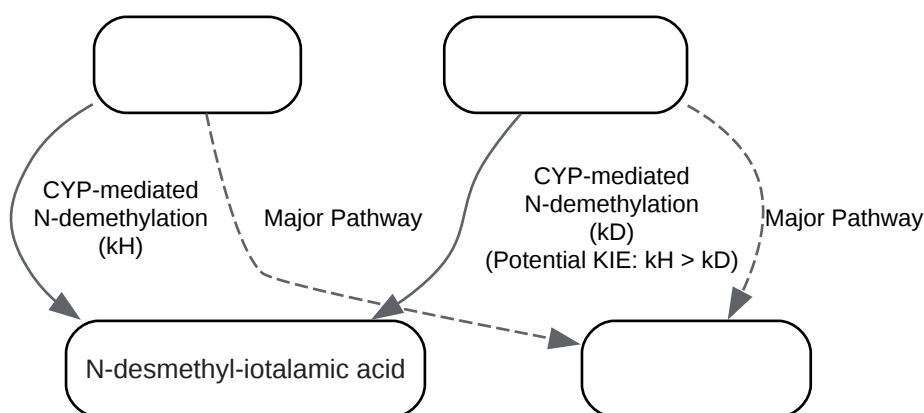 CYP-mediated
N-demethylation
(kH)
Major Pathway
CYP-mediated
N-demethylation
(kD)
(Potential KIE: kH > kD)
Major Pathway
N-desmethyl-iotalamic acid